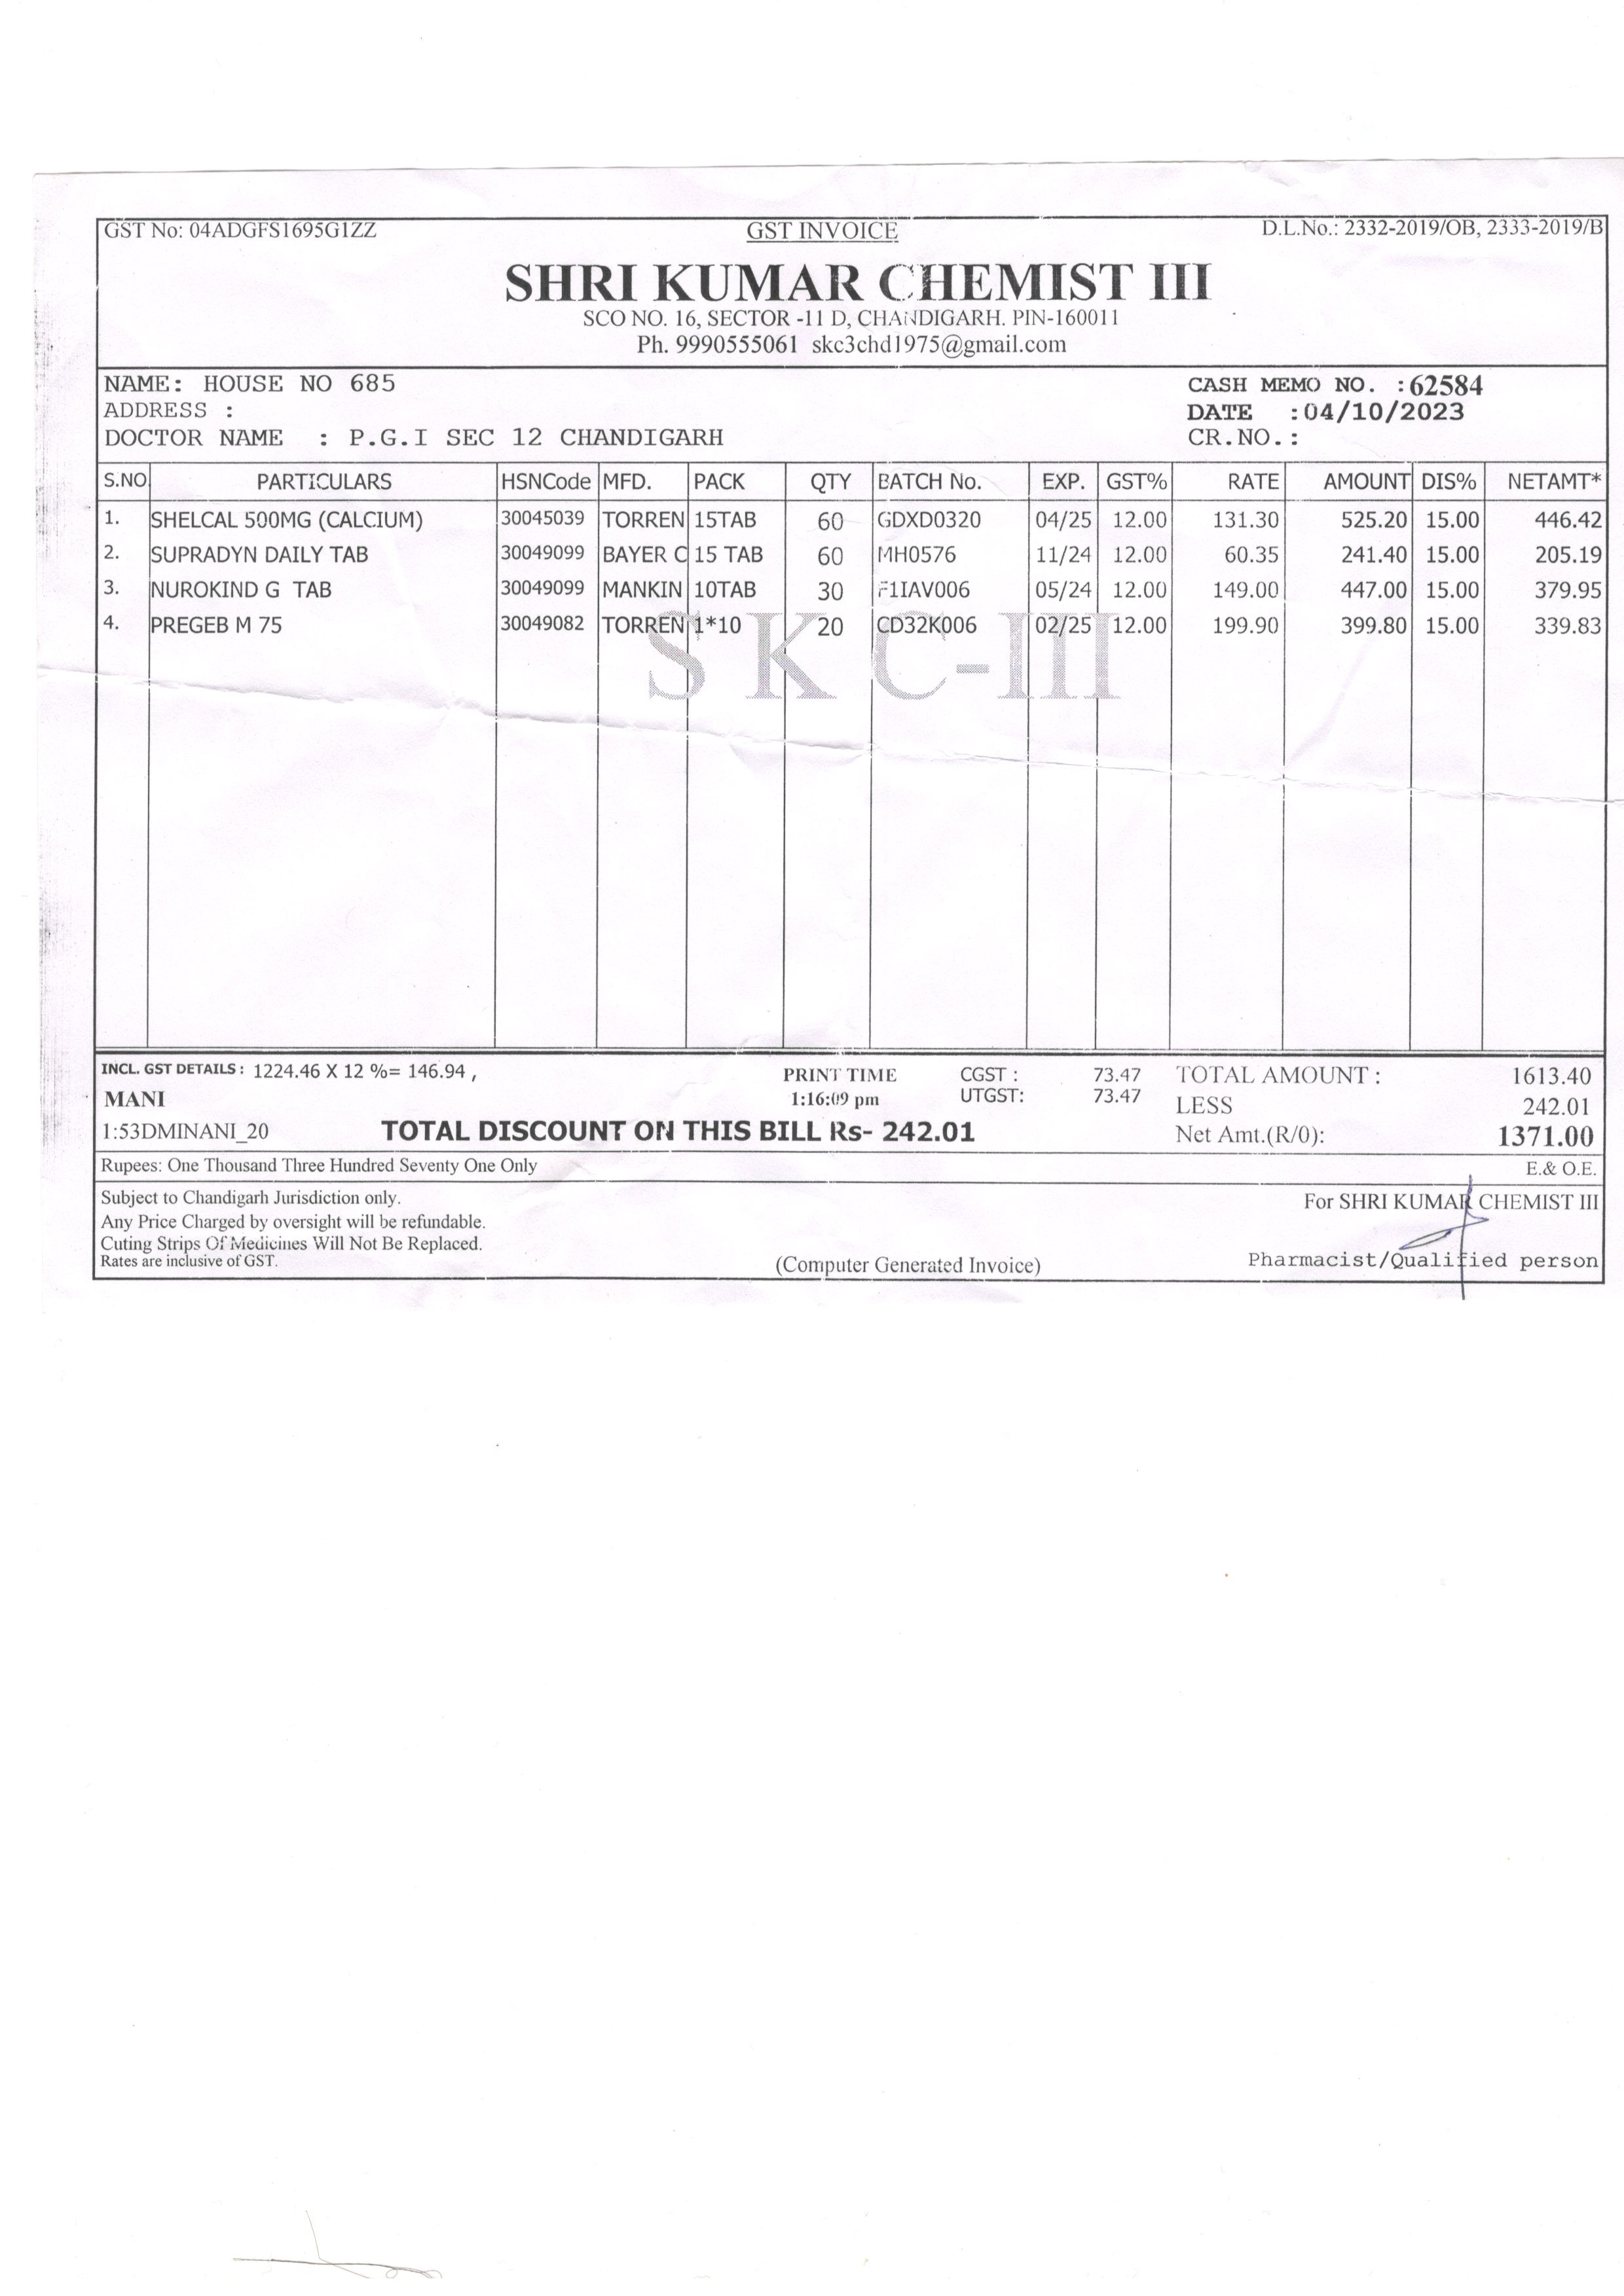 GST No: 04ADGFS1695G1ZZ GST INVOICE D.L.No.: 2332-2019/OB, 2333-2019/B
SHRI KUMAR CHEMIST III
SCO NO. 16, SECTOR -11 D, CHANDIGARH. PIN-160011
Ph. 9990555061 skc3chd1975@gmail.com
NAME: HOUSE NO 685 CASH MEMO NO. :62584
ADDRESS : DATE :04/10/2023
DOCTOR NAME : P.G.I SEC 12 CHANDIGARH CR.NO.:
S.NO PARTICULARS HSNCode MFD. PACK QTY BATCH No. EXP. GST% RATE AMOUNT DIS% NETAMT*
1. SHELCAL 500MG (CALCIUM) 30045039 TORREN 15TAB 60 GDXD0320 04/25 12.00 131.30 525.20 15.00 446.42
2. SUPRADYN DAILY TAB 30049099 BAYER C 15 TAB 60 MH0576 11/24 12.00 60.35 241.40 15.00 205.19
3. NUROKIND G TAB 30049099 MANKIN 10TAB 30 F1IAV006 05/24 12.00 149.00 447.00 15.00 379.95
4. PREGEB M 75 30049082 TORREN 1*10 20 CD32K006 02/25 12.00 199.90 399.80 15.00 339.83
S K C-III
INCL. GST DETAILS : 1224.46 X 12 %= 146.94 , PRINT TIME CGST : 73.47 TOTAL AMOUNT : 1613.40
MANI 1:16:09 pm UTGST: 73.47 LESS 242.01
1:53DMINANI_20 TOTAL DISCOUNT ON THIS BILL Rs- 242.01 Net Amt.(R/0): 1371.00
Rupees: One Thousand Three Hundred Seventy One Only E.& O.E.
Subject to Chandigarh Jurisdiction only. For SHRI KUMAR CHEMIST III
Any Price Charged by oversight will be refundable.
Cuting Strips Of Medicines Will Not Be Replaced.
Rates are inclusive of GST. (Computer Generated Invoice) Pharmacist/Qualified person